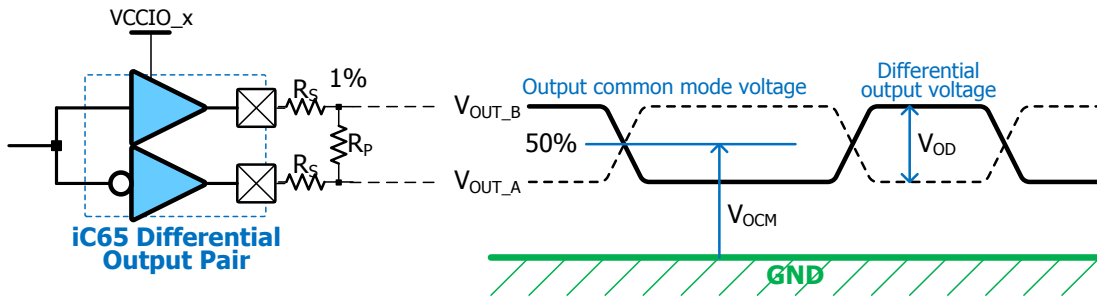 VCCIO_x
1%
RS
RP
RS
iC65 Differential
Output Pair
Output common mode voltage
Differential
output voltage
VOUT_B
50%
VOD
VOUT_A
VOCM
GND